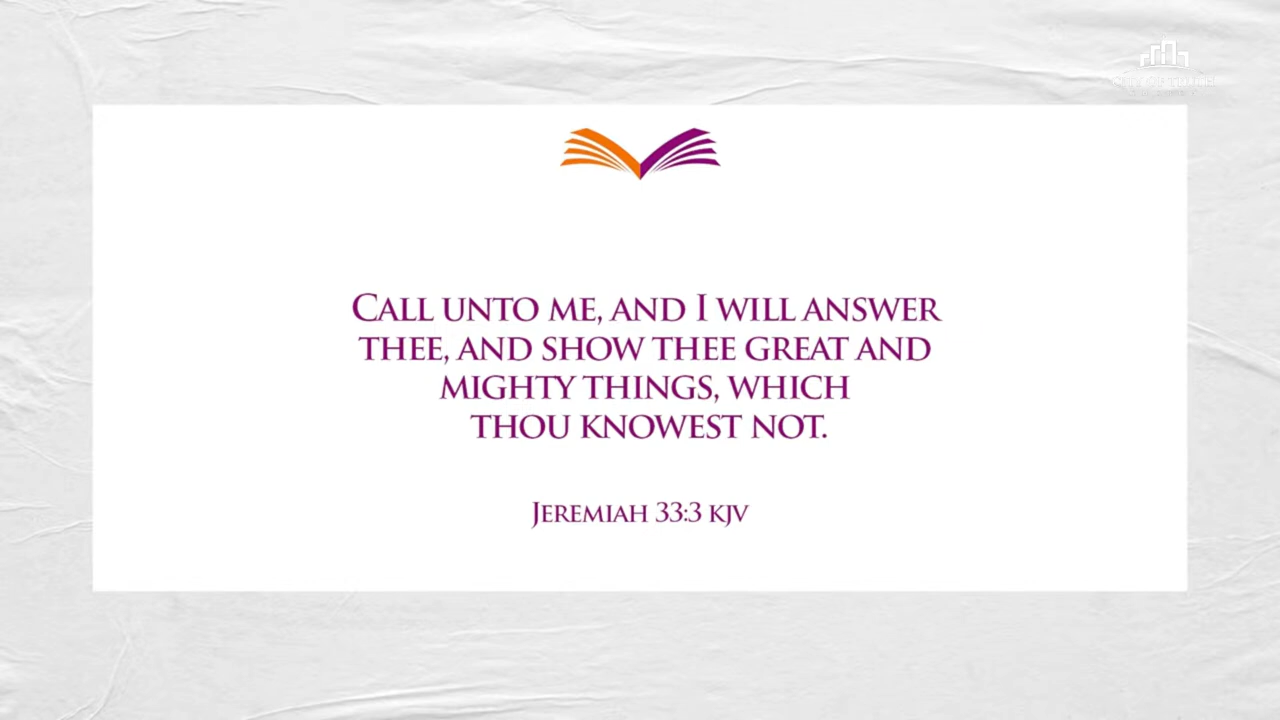 Call unto me, and I will answer
thee, and show thee great and
mighty things, which
thou knowest not.
Jeremiah 33:3 KJV